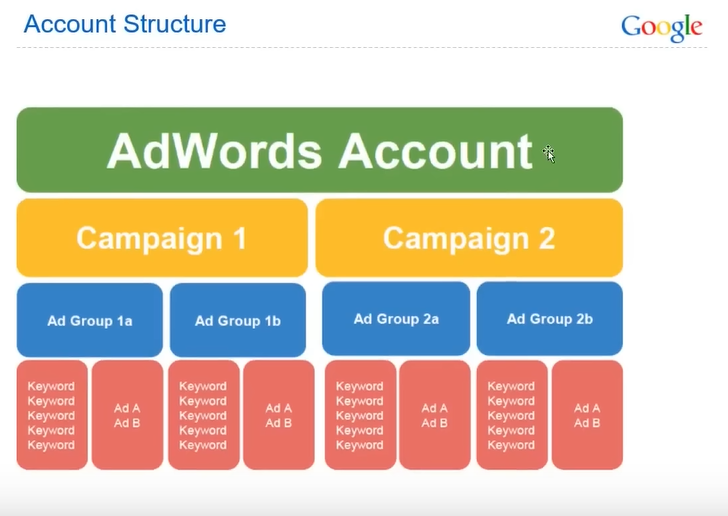 Account Structure
Google
AdWords Account
Campaign 1
Campaign 2
Ad Group 1a
Ad Group 1b
Ad Group 2a
Ad Group 2b
Keyword
Keyword
Keyword
Keyword
Keyword
Ad A
Ad B
Keyword
Keyword
Keyword
Keyword
Keyword
Ad A
Ad B
Keyword
Keyword
Keyword
Keyword
Keyword
Ad A
Ad B
Keyword
Keyword
Keyword
Keyword
Keyword
Ad A
Ad B